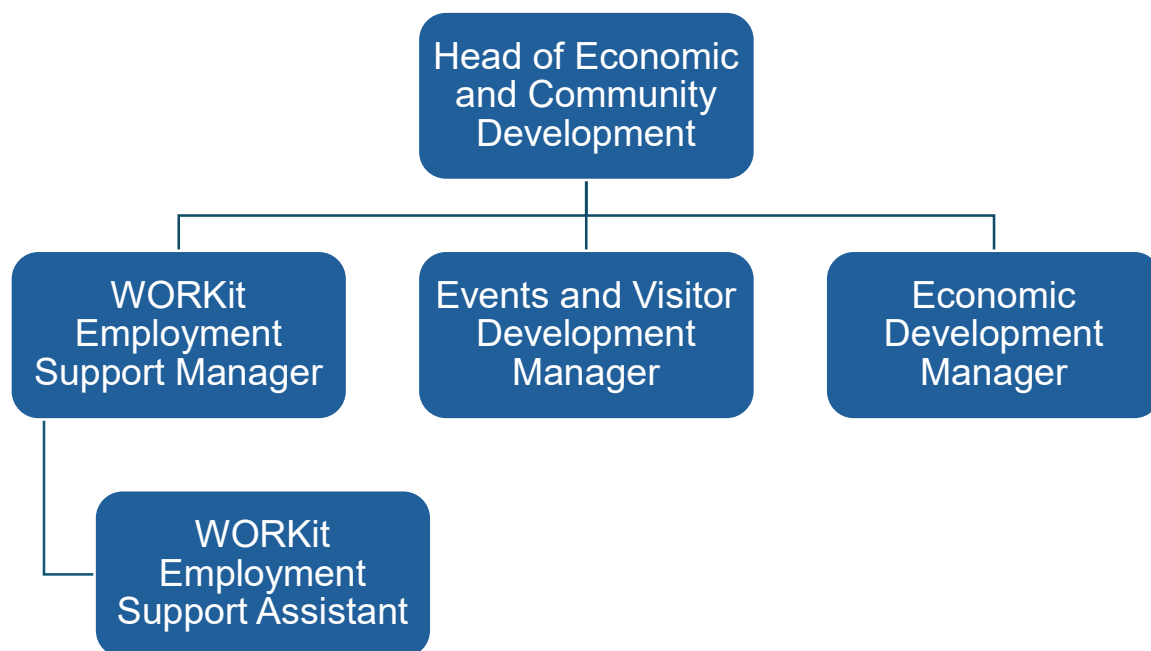 Head of Economic
and Community
Development
WORKit
Employment
Support Manager
Events and Visitor
Development
Manager
Economic
Development
Manager
WORKit
Employment
Support Assistant